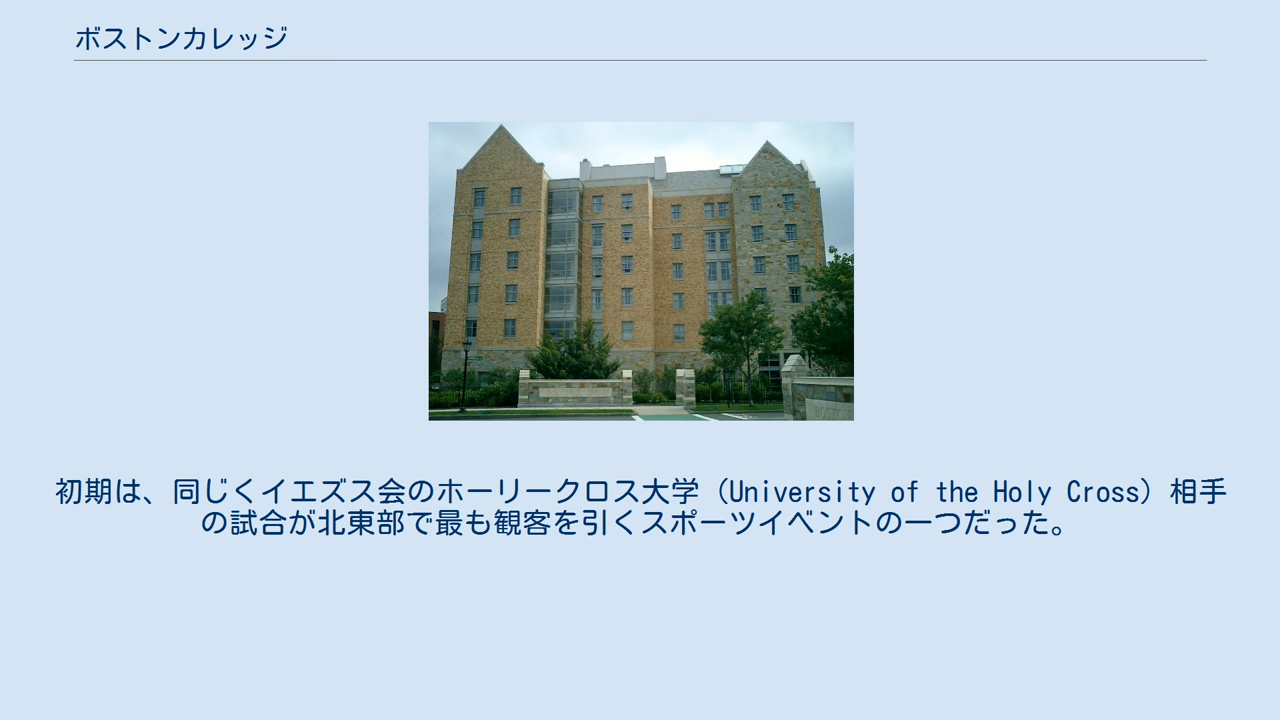 ボストンカレッジ
初期は、同じくイエズス会のホーリークロス大学（University of the Holy Cross）相手
の試合が北東部で最も観客を引くスポーツイベントの一つだった。